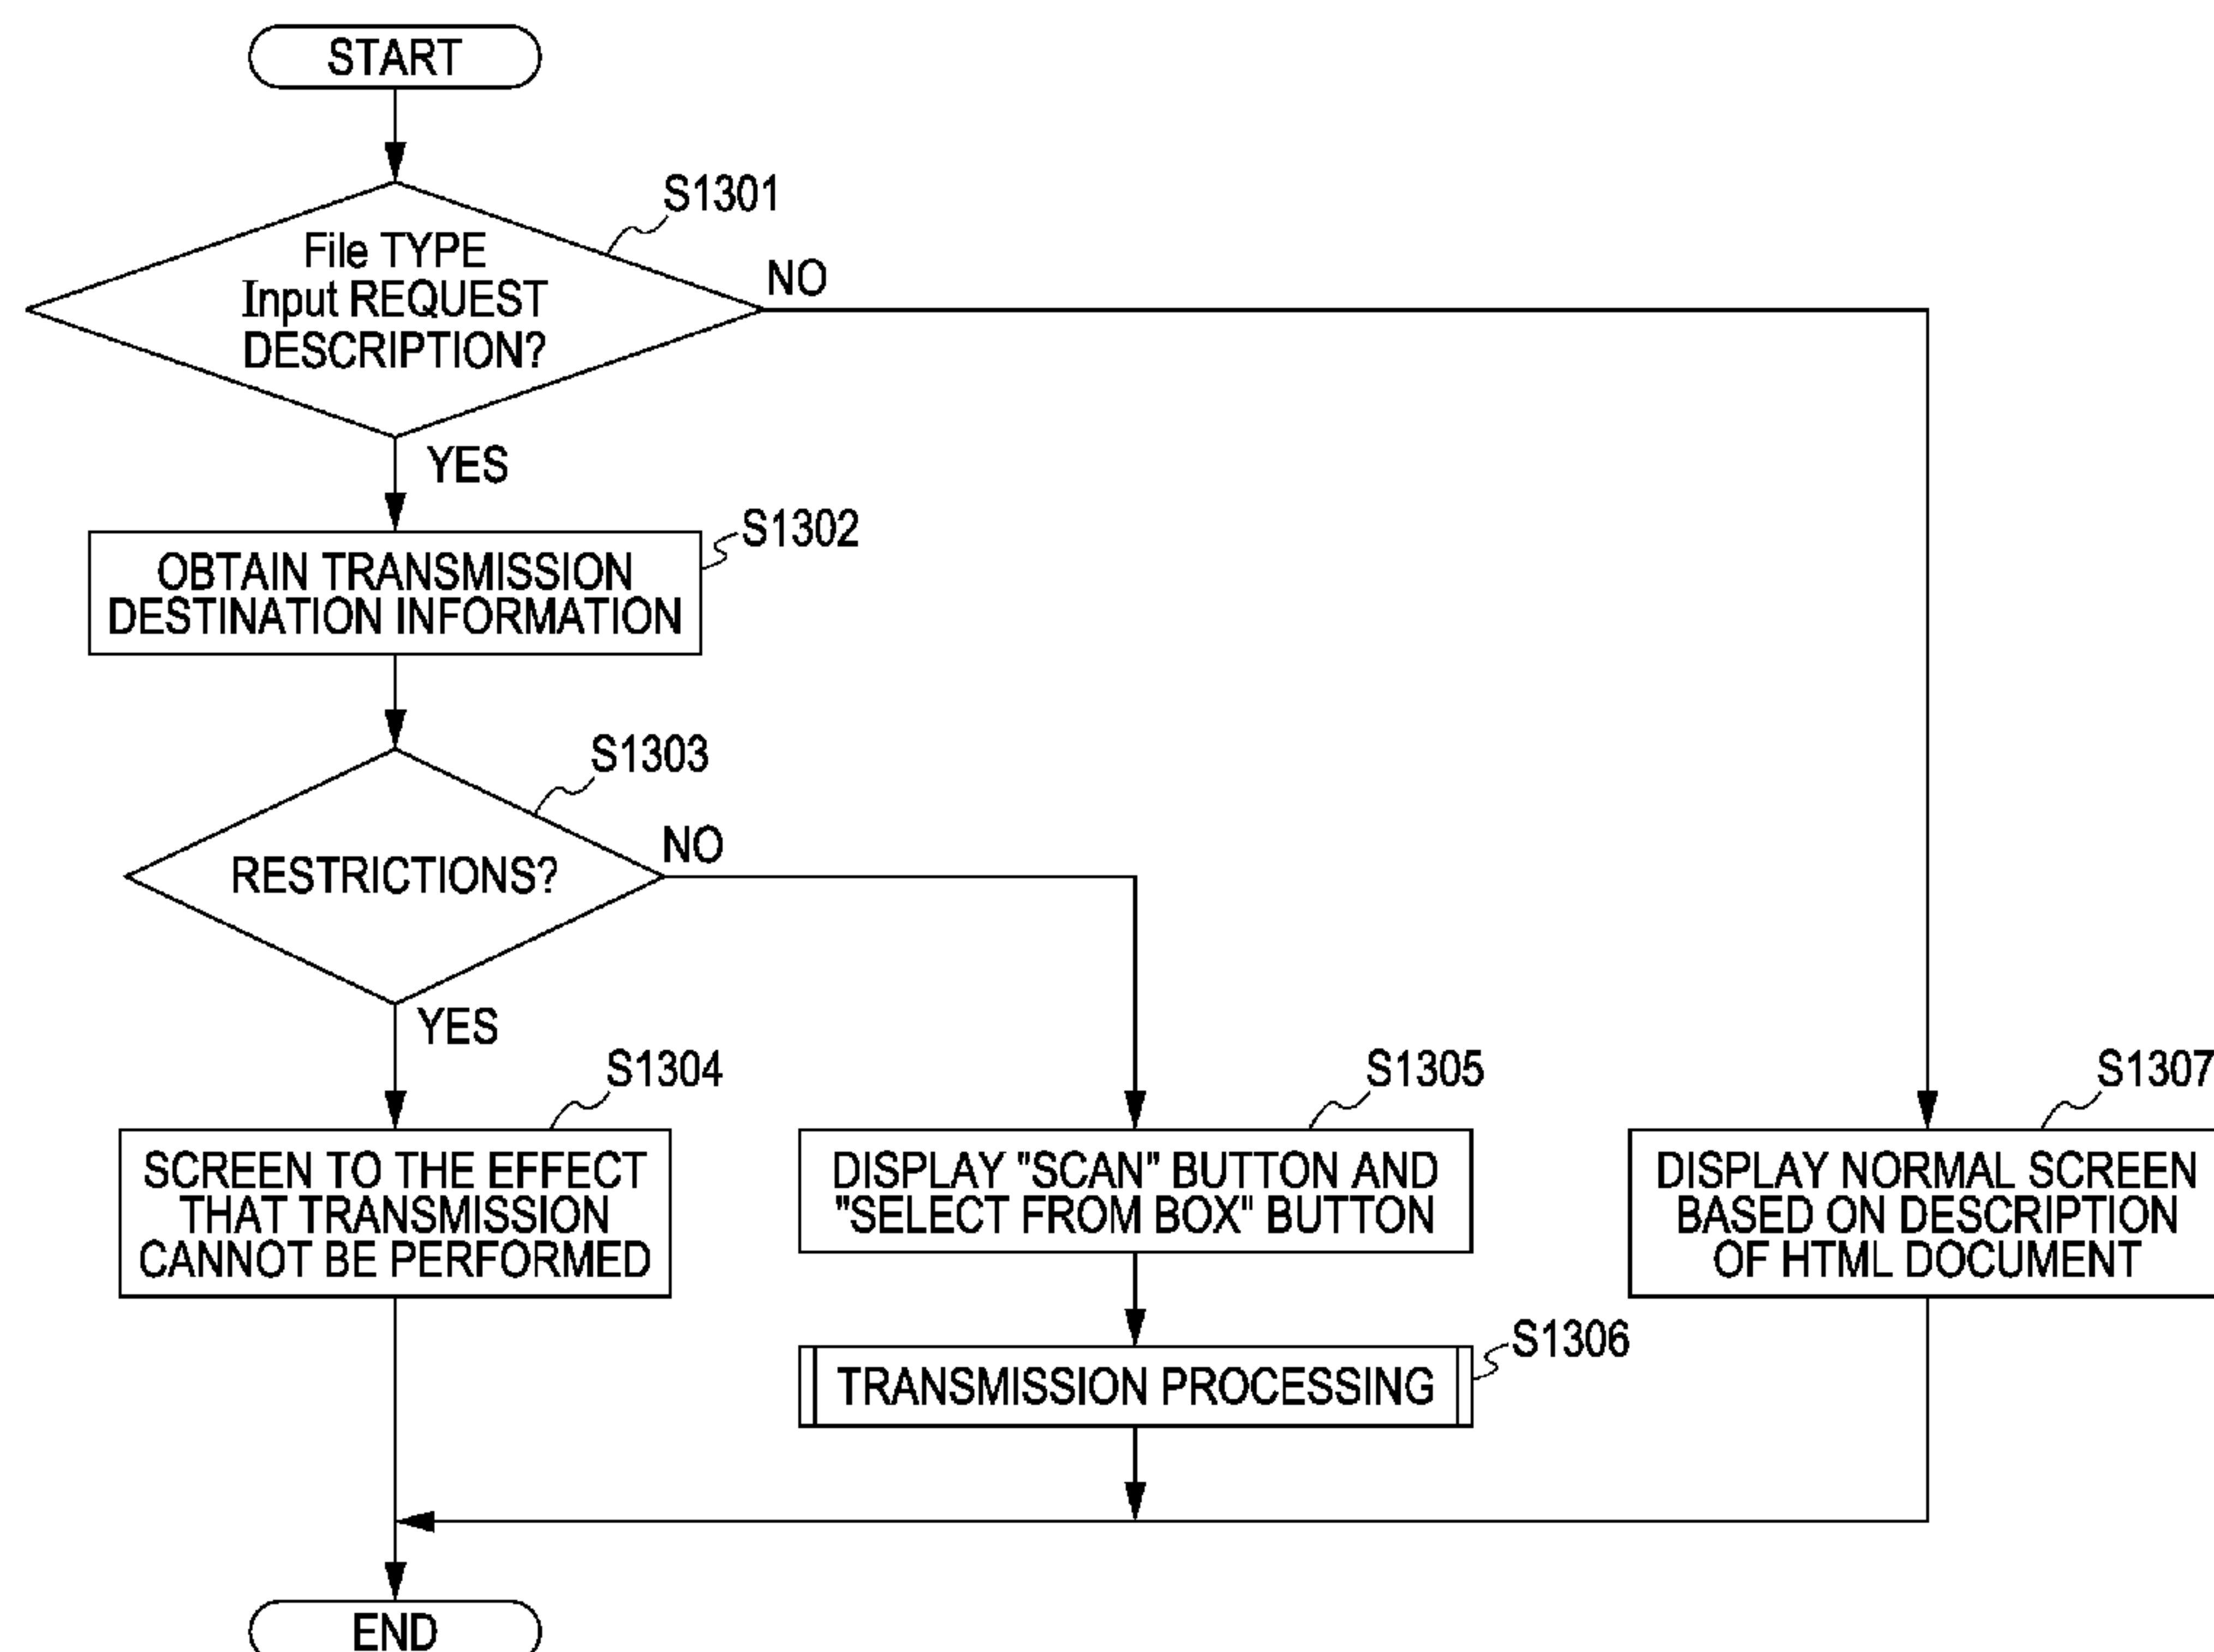 START
S1301
File TYPE
Input REQUEST
DESCRIPTION?
NO
YES
S1302
OBTAIN TRANSMISSION
DESTINATION INFORMATION
S1303
RESTRICTIONS?
NO
YES
S1304
SCREEN TO THE EFFECT
THAT TRANSMISSION
CANNOT BE PERFORMED
S1305
DISPLAY "SCAN" BUTTON AND
"SELECT FROM BOX" BUTTON
S1306
TRANSMISSION PROCESSING
S1307
DISPLAY NORMAL SCREEN
BASED ON DESCRIPTION
OF HTML DOCUMENT
END